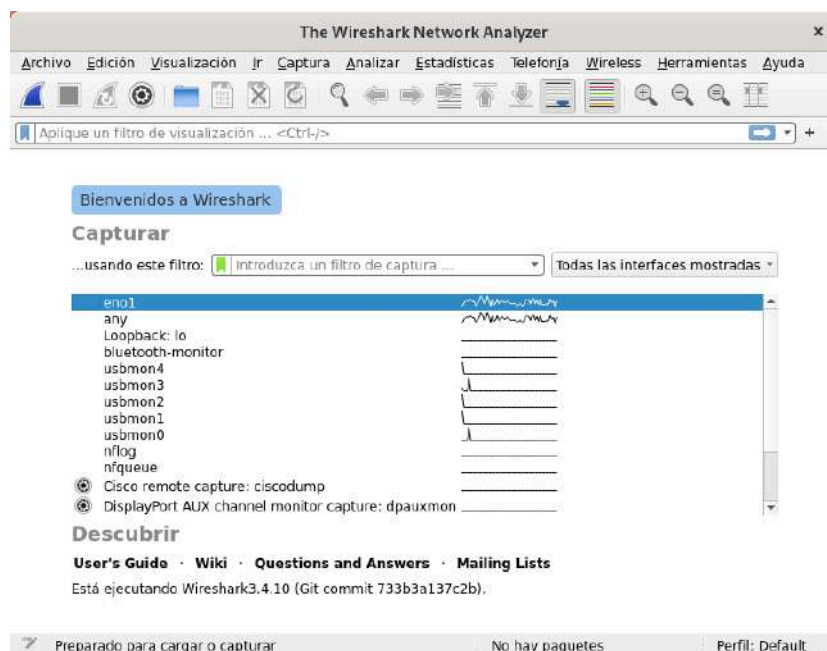 The Wireshark Network Analyzer x
Archivo Edición Visualización Ir Captura Analizar Estadísticas Telefonía Wireless Herramientas Ayuda
Aplique un filtro de visualización ... <Ctrl-/> +
Bienvenidos a Wireshark
Capturar
...usando este filtro: Introduzca un filtro de captura ... Todas las interfaces mostradas
eno1
any
Loopback: lo
bluetooth-monitor
usbmon4
usbmon3
usbmon2
usbmon1
usbmon0
nflog
nfqueue
Cisco remote capture: ciscodump
DisplayPort AUX channel monitor capture: dpauxmon
Descubrir
User's Guide · Wiki · Questions and Answers · Mailing Lists
Está ejecutando Wireshark3.4.10 (Git commit 733b3a137c2b).
Preparado para cargar o capturar No hay paquetes Perfil: Default